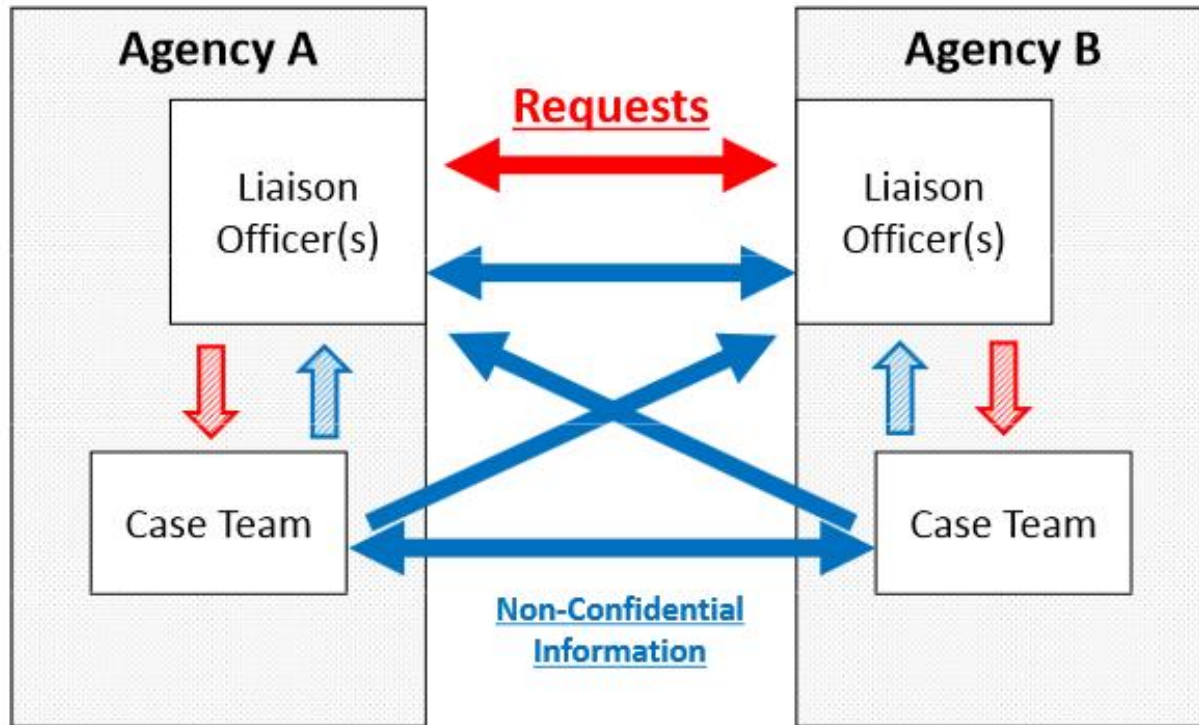 Agency A
Agency B
Requests
Liaison
Officer(s)
Liaison
Officer(s)
Case Team
Case Team
Non-Confidential
Information